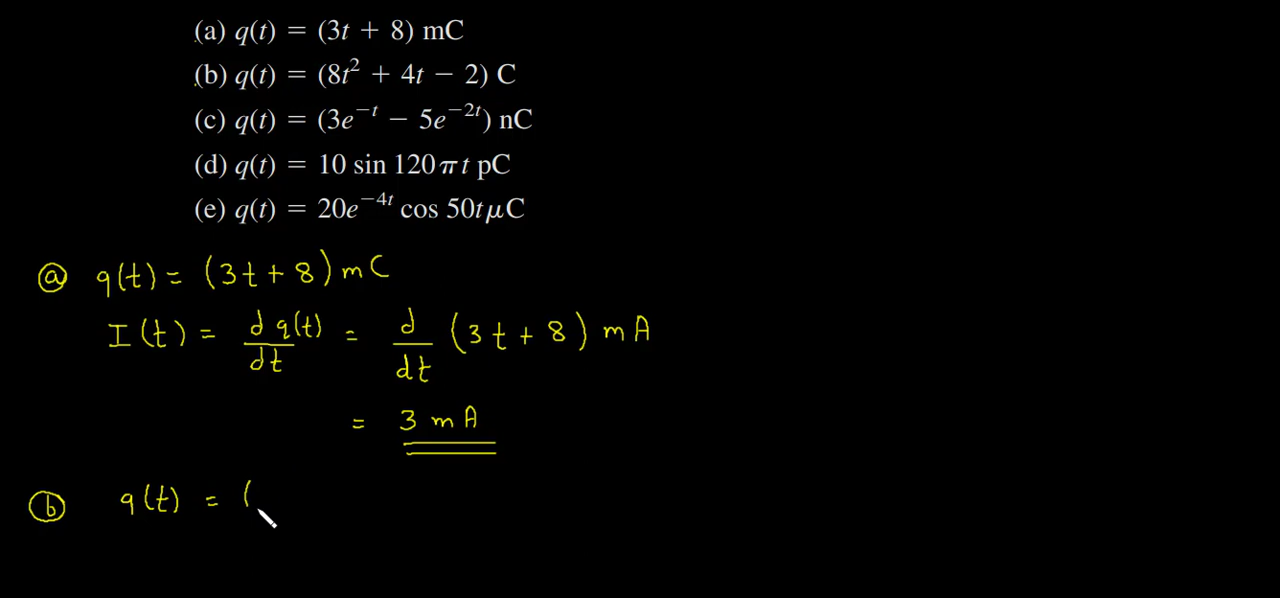 (a) q(t) = (3t + 8) mC
(b) q(t) = (8t² + 4t − 2) C
(c) q(t) = (3e⁻ᵗ − 5e⁻²ᵗ) nC
(d) q(t) = 10 sin 120πt pC
(e) q(t) = 20e⁻⁴ᵗ cos 50t μC
ⓐ q(t) = (3t + 8) mC
I(t) = d q(t)/dt = d/dt (3t + 8) mA
= 3 mA
ⓑ q(t) = (